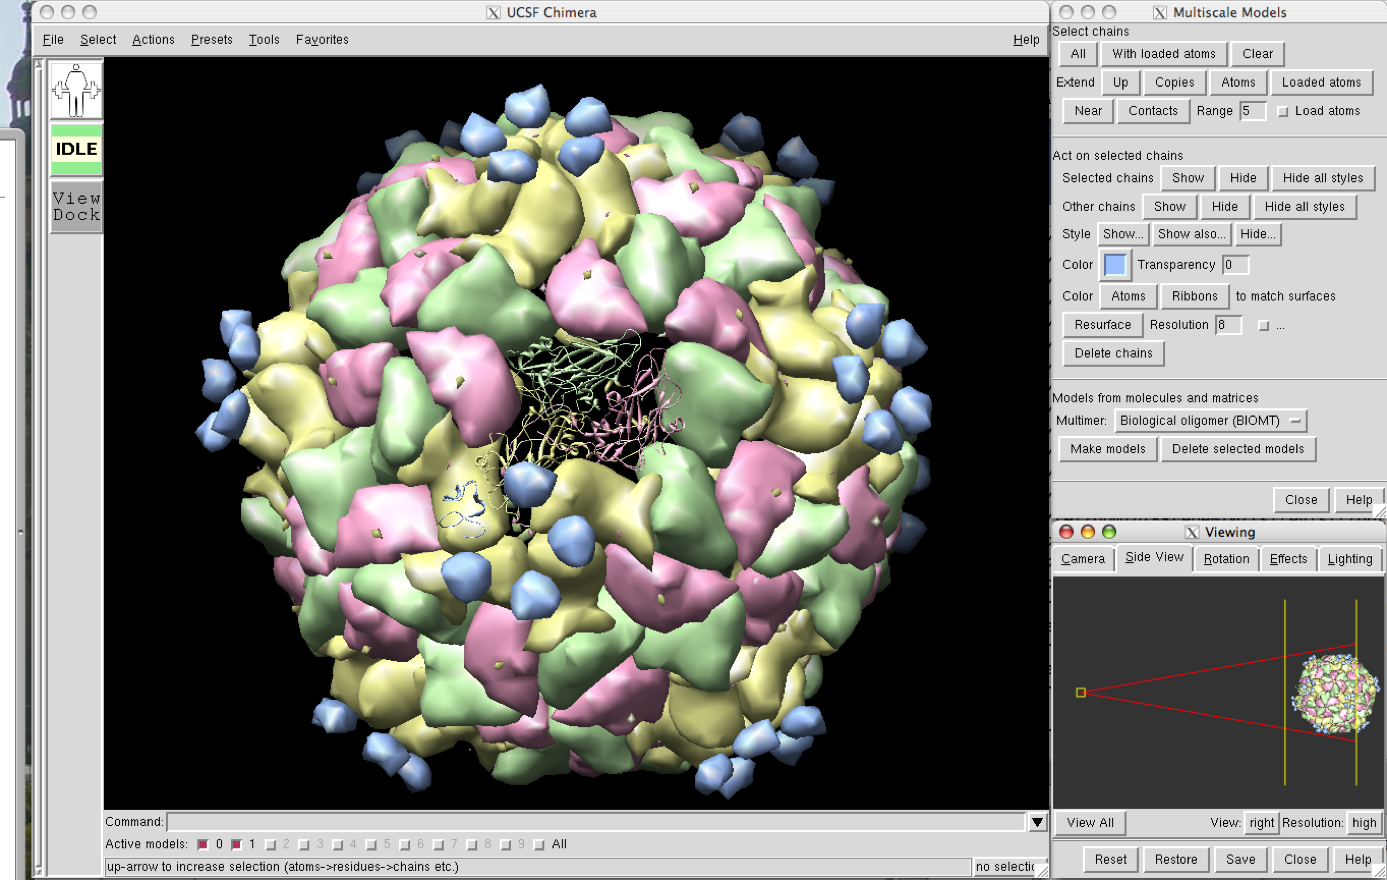 UCSF Chimera
File Select Actions Presets Tools Favorites Help
IDLE
View
Dock
Command:
Active models: 0 1 2 3 4 5 6 7 8 9 All
up-arrow to increase selection (atoms->residues->chains etc.) no selectio
Multiscale Models
Select chains
All With loaded atoms Clear
Extend Up Copies Atoms Loaded atoms
Near Contacts Range 5 Load atoms
Act on selected chains
Selected chains Show Hide Hide all styles
Other chains Show Hide Hide all styles
Style Show... Show also... Hide...
Color Transparency 0
Color Atoms Ribbons to match surfaces
Resurface Resolution 8 ...
Delete chains
Models from molecules and matrices
Multimer: Biological oligomer (BIOMT)
Make models Delete selected models
Close Help
Viewing
Camera Side View Rotation Effects Lighting
View All View: right Resolution: high
Reset Restore Save Close Help